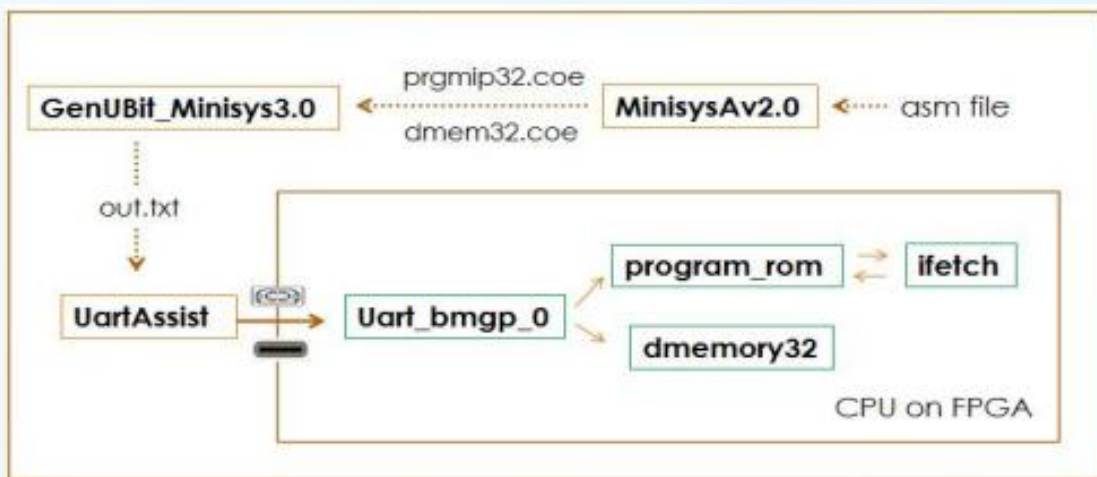 prgmip32.coe
GenUBit_Minisys3.0
MinisysAv2.0
asm file
dmem32.coe
out.txt
program_rom
ifetch
UartAssist
Uart_bmgp_0
dmemory32
CPU on FPGA